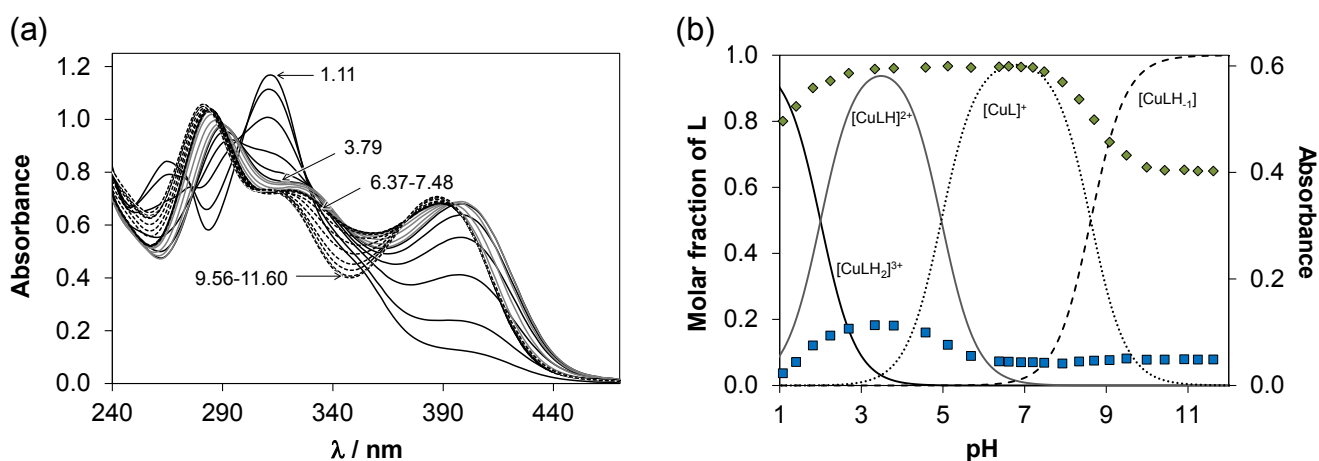 (a)
1.2
1.0
0.8
0.6
0.4
0.2
0.0
Absorbance
1.11
3.79
6.37-7.48
9.56-11.60
240
290
340
390
440
λ / nm
(b)
1.0
0.8
0.6
0.4
0.2
0.0
Molar fraction of L
[CuLH₂]³⁺
[CuLH]²⁺
[CuL]⁺
[CuLH₋₁]
0.6
0.4
0.2
0.0
Absorbance
1
3
5
7
9
11
pH